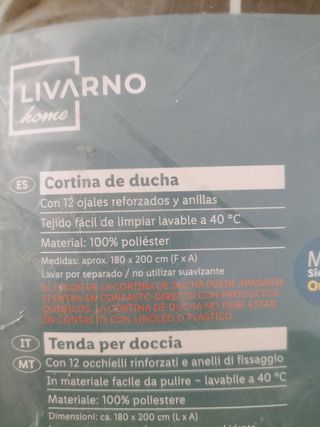 LIVARNO
home
ES Cortina de ducha
Con 12 ojales reforzados y anillas
Tejido fácil de limpiar lavable a 40 °C
Material: 100% poliéster
Medidas: aprox. 180 x 200 cm (F x A)
Lavar por separado / no utilizar suavizante
EL COLOR DE LA CORTINA DE DUCHA PUEDE APAGARSE
SI ENTRA EN CONTACTO DIRECTO CON PRODUCTOS
QUÍMICOS. LA CORTINA DE DUCHA NO DEBE ESTAR
EN CONTACTO CON LINÓLEO O PLÁSTICO.
IT Tenda per doccia
MT Con 12 occhielli rinforzati e anelli di fissaggio
In materiale facile da pulire – lavabile a 40 °C
Materiale: 100% poliestere
Dimensioni: ca. 180 x 200 cm (L x A)
M
Sie